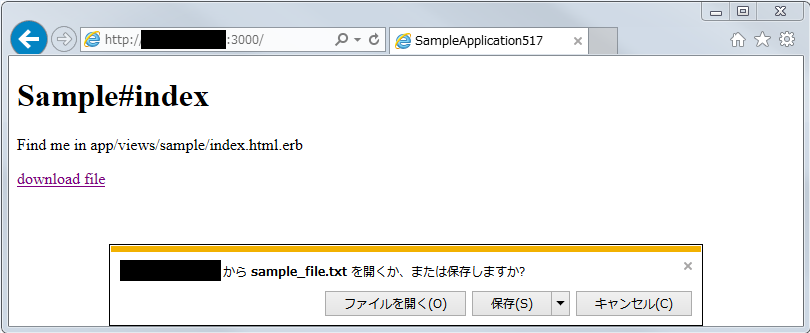 http:// :3000/
SampleApplication517
Sample#index
Find me in app/views/sample/index.html.erb
download file
から sample_file.txt を開くか、または保存しますか?
ファイルを開く(O)
保存(S)
キャンセル(C)